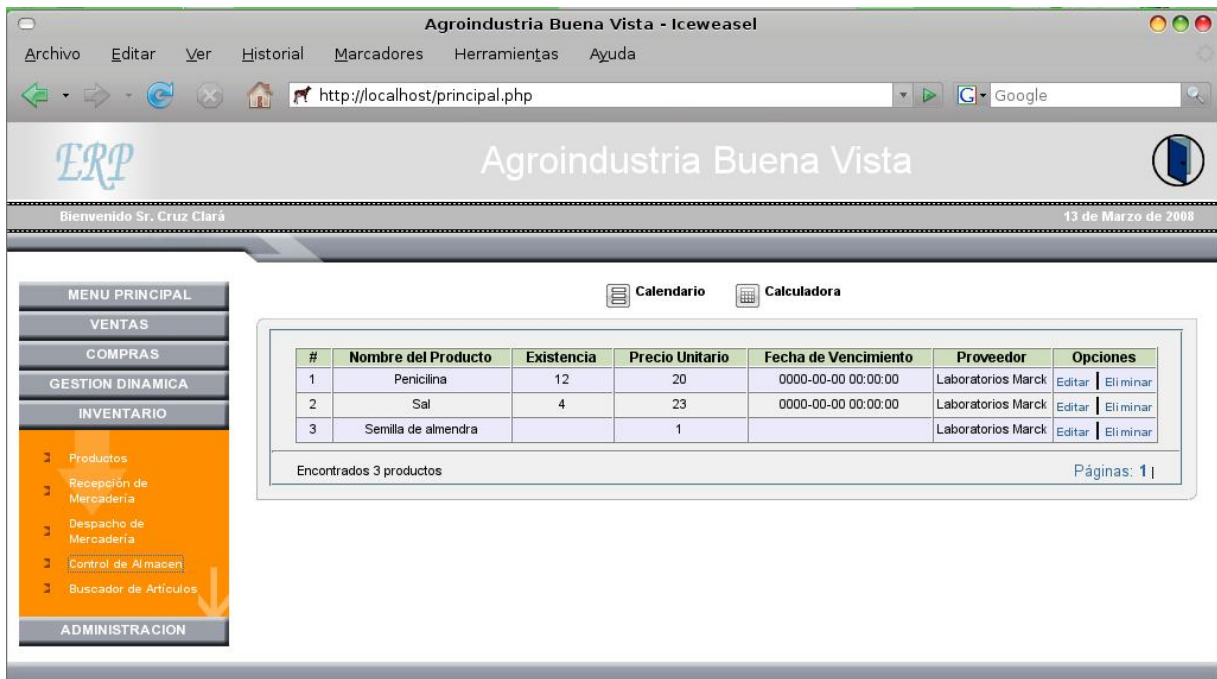 Agroindustria Buena Vista - Iceweasel
Archivo Editar Ver Historial Marcadores Herramientas Ayuda
http://localhost/principal.php G Google
ERP Agroindustria Buena Vista
Bienvenido Sr. Cruz Clará 13 de Marzo de 2008
MENU PRINCIPAL
VENTAS
COMPRAS
GESTION DINAMICA
INVENTARIO
Productos
Recepción de
Mercadería
Despacho de
Mercadería
Control de Almacen
Buscador de Artículos
ADMINISTRACION
Calendario Calculadora
# Nombre del Producto Existencia Precio Unitario Fecha de Vencimiento Proveedor Opciones
1 Penicilina 12 20 0000-00-00 00:00:00 Laboratorios Marck Editar Eliminar
2 Sal 4 23 0000-00-00 00:00:00 Laboratorios Marck Editar Eliminar
3 Semilla de almendra 1 Laboratorios Marck Editar Eliminar
Encontrados 3 productos Páginas: 1 |